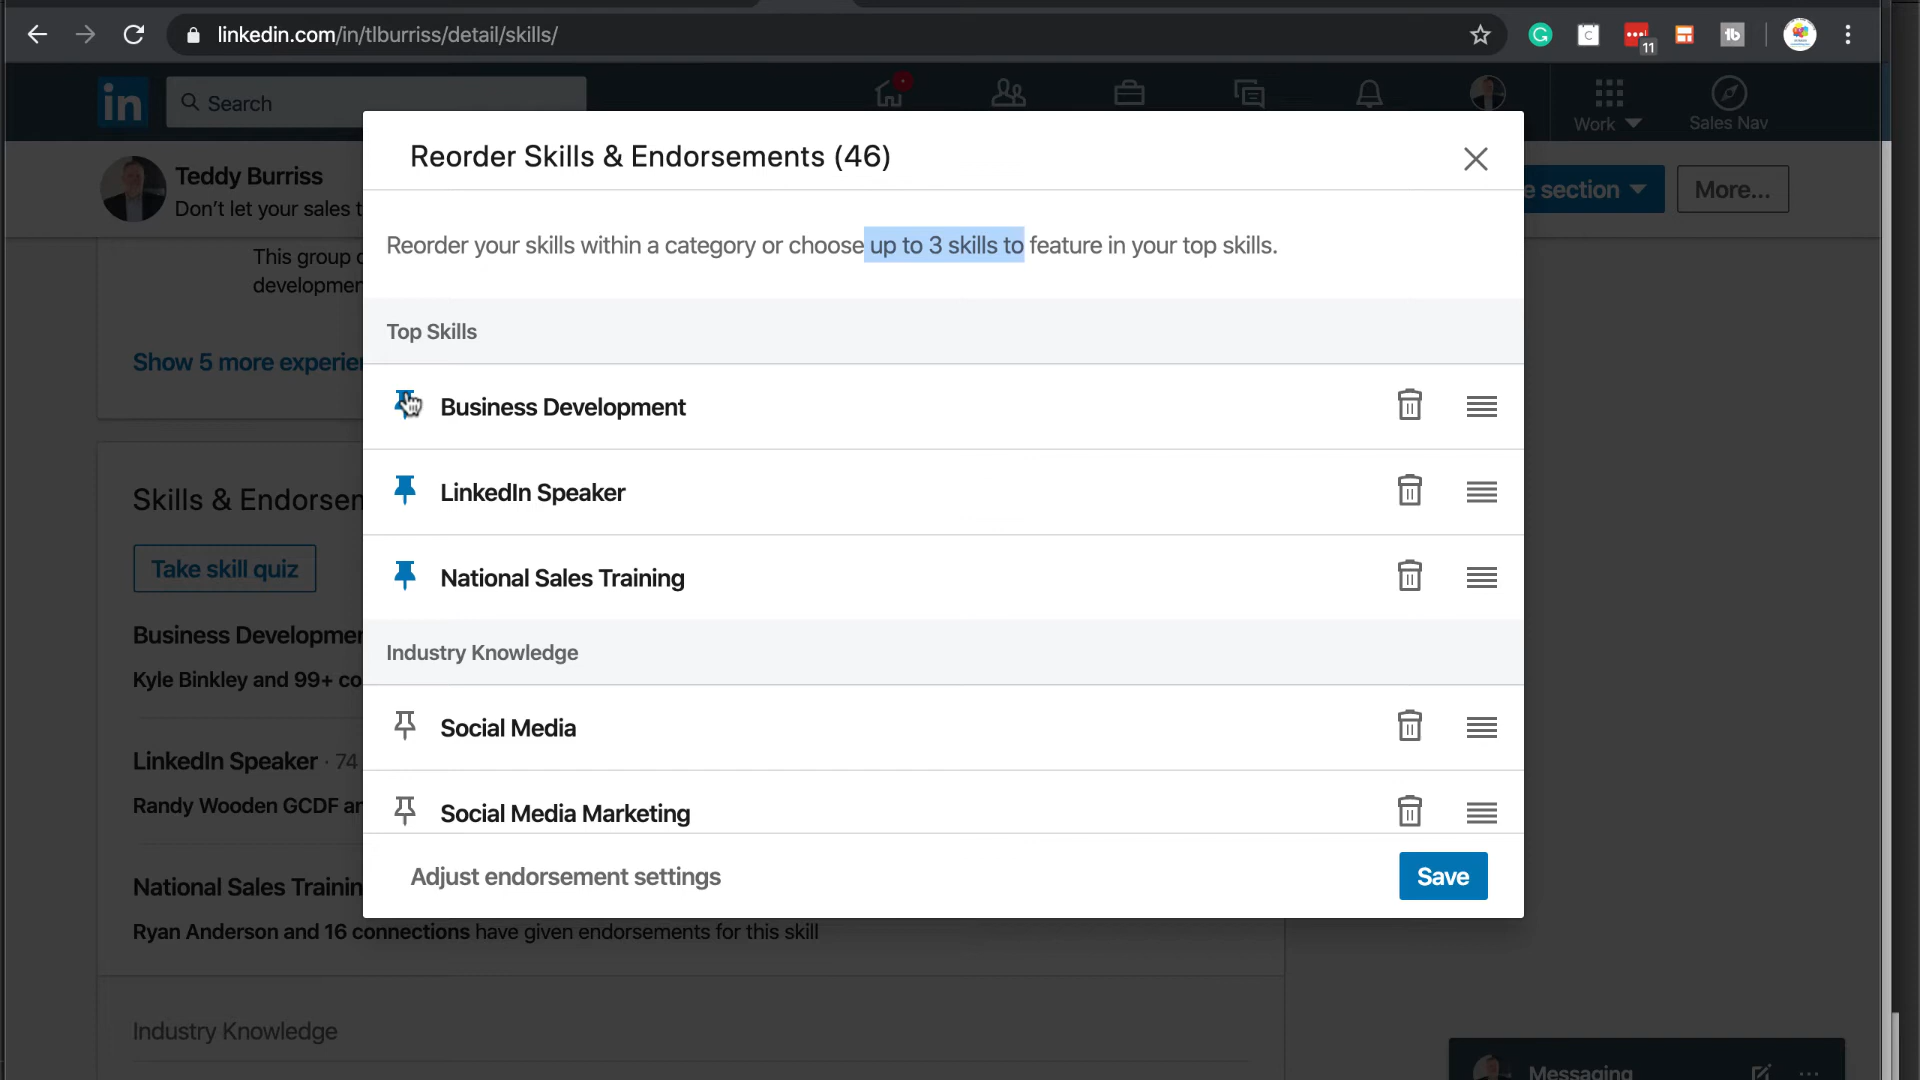 linkedin.com/in/tlburriss/detail/skills/
11
in
Search
Work
Sales Nav
Teddy Burriss
Don't let your sales t
e section
More...
Reorder Skills & Endorsements (46)
Reorder your skills within a category or choose up to 3 skills to feature in your top skills.
This group
developmen
Top Skills
Show 5 more experie
Business Development
LinkedIn Speaker
Skills & Endorsem
Take skill quiz
National Sales Training
Business Developmen
Industry Knowledge
Kyle Binkley and 99+ co
Social Media
LinkedIn Speaker · 74
Randy Wooden GCDF an
Social Media Marketing
Adjust endorsement settings
Save
National Sales Trainin
Ryan Anderson and 16 connections have given endorsements for this skill
Industry Knowledge
Messaging